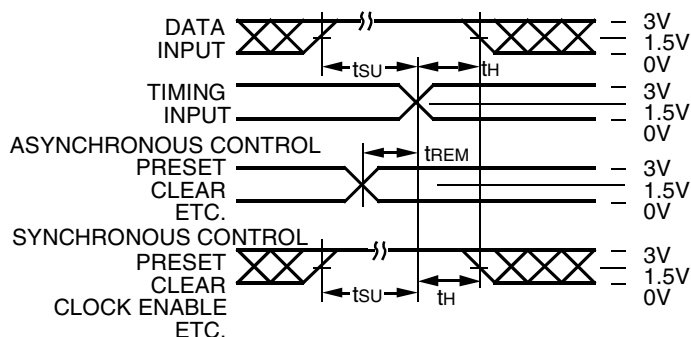 DATA
INPUT
3V
1.5V
0V
tSU
tH
TIMING
INPUT
3V
1.5V
0V
ASYNCHRONOUS CONTROL
tREM
PRESET
CLEAR
ETC.
3V
1.5V
0V
SYNCHRONOUS CONTROL
PRESET
CLEAR
CLOCK ENABLE
ETC.
3V
1.5V
0V
tSU
tH